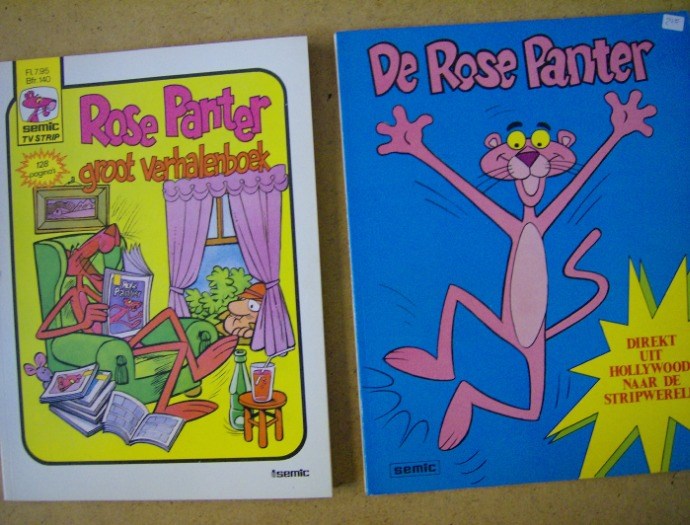 Fl. 7.95
Bfr. 140
semic
TV STRIP
128
pagina's
Rose Panter
groot verhalenboek
semic
De Rose Panter
DIREKT
UIT
HOLLYWOOD
NAAR DE
STRIPWERELD
semic